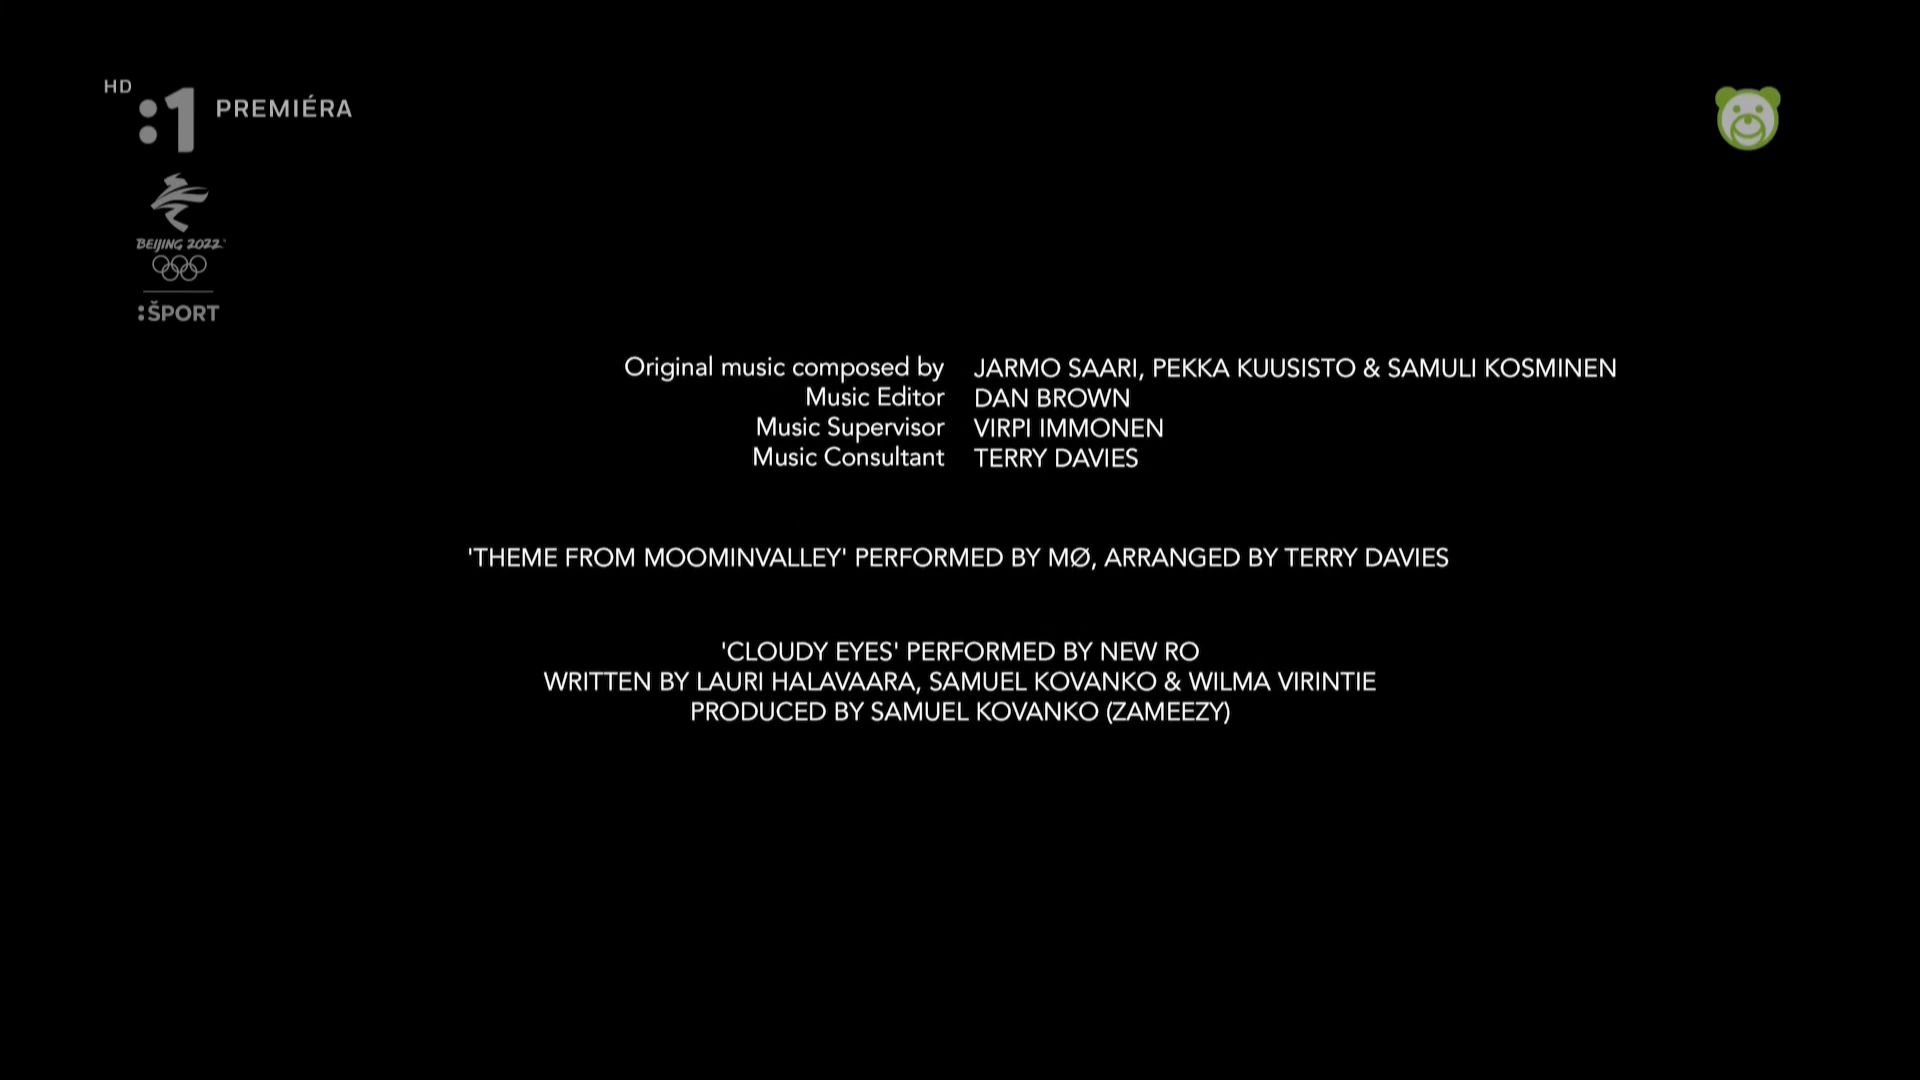 HD
:1 PREMIÉRA
BEIJING 2022
:ŠPORT
Original music composed by JARMO SAARI, PEKKA KUUSISTO & SAMULI KOSMINEN
Music Editor DAN BROWN
Music Supervisor VIRPI IMMONEN
Music Consultant TERRY DAVIES
'THEME FROM MOOMINVALLEY' PERFORMED BY MØ, ARRANGED BY TERRY DAVIES
'CLOUDY EYES' PERFORMED BY NEW RO
WRITTEN BY LAURI HALAVAARA, SAMUEL KOVANKO & WILMA VIRINTIE
PRODUCED BY SAMUEL KOVANKO (ZAMEEZY)